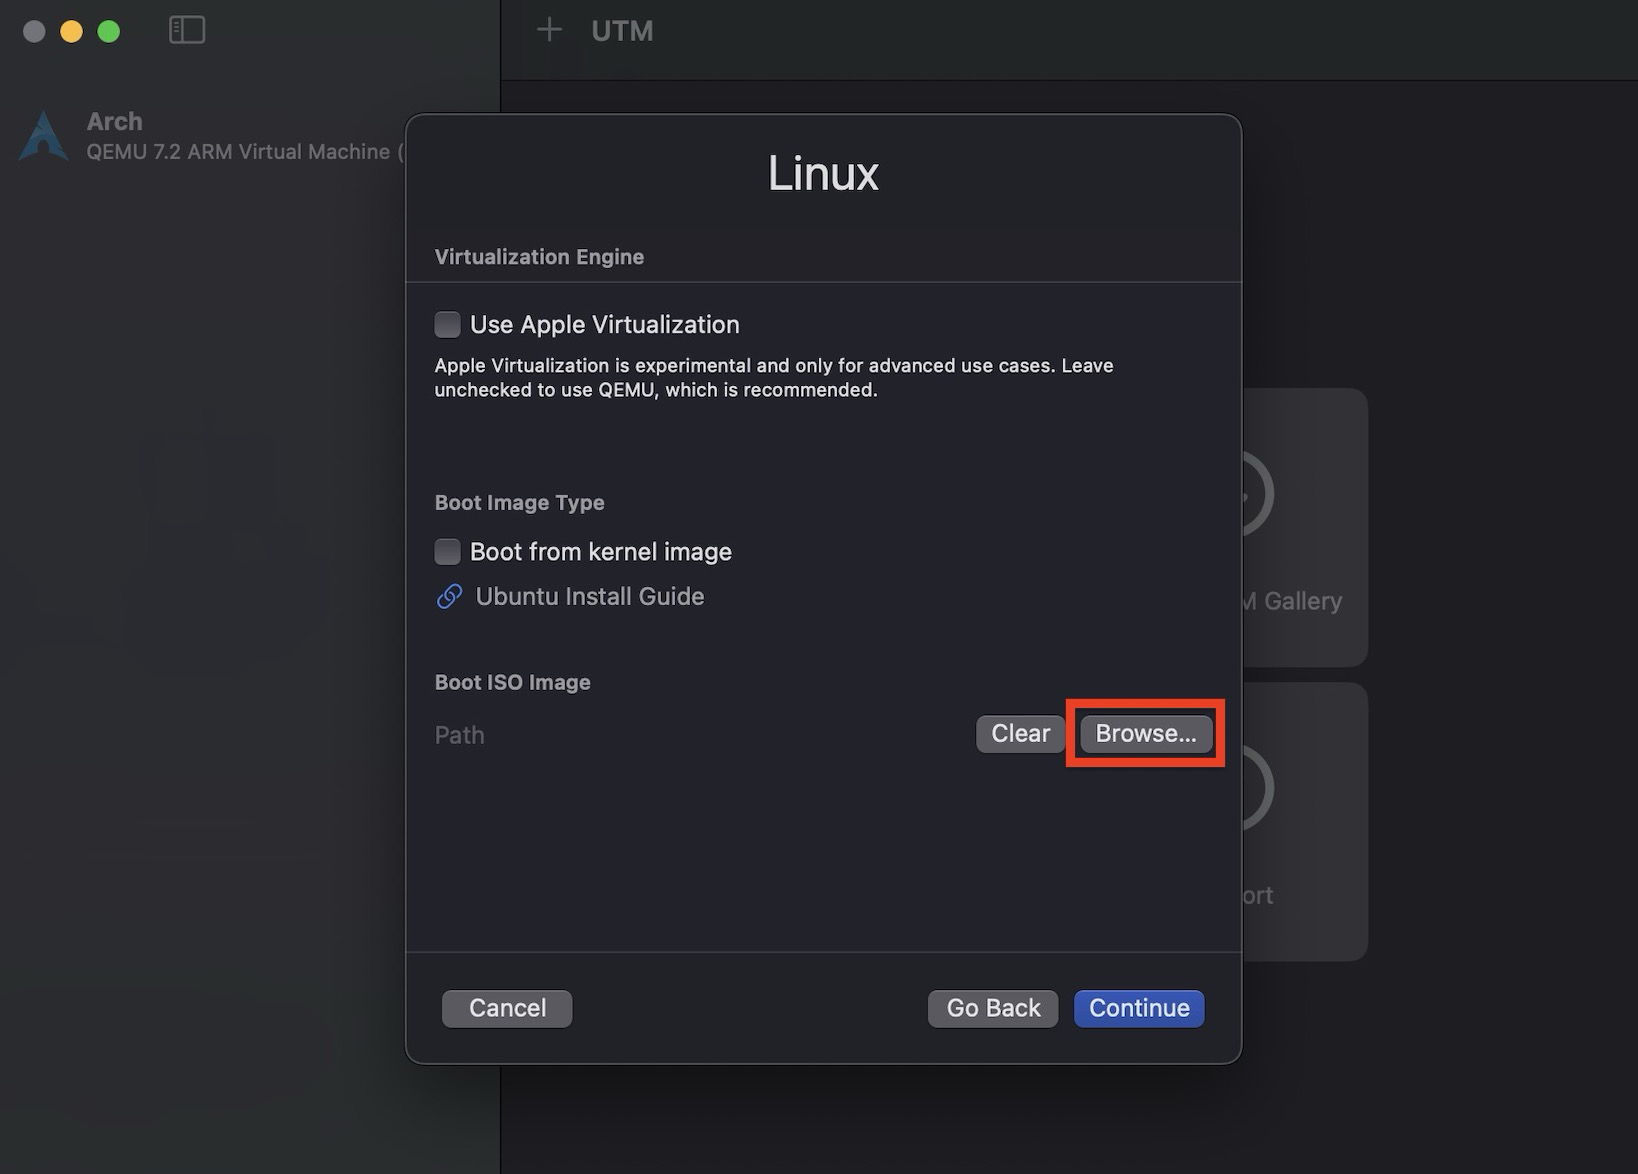 UTM
Arch
QEMU 7.2 ARM Virtual Machine (
Linux
Virtualization Engine
Use Apple Virtualization
Apple Virtualization is experimental and only for advanced use cases. Leave
unchecked to use QEMU, which is recommended.
Boot Image Type
Boot from kernel image
Ubuntu Install Guide
M Gallery
Boot ISO Image
Path
Clear
Browse...
ort
Cancel
Go Back
Continue